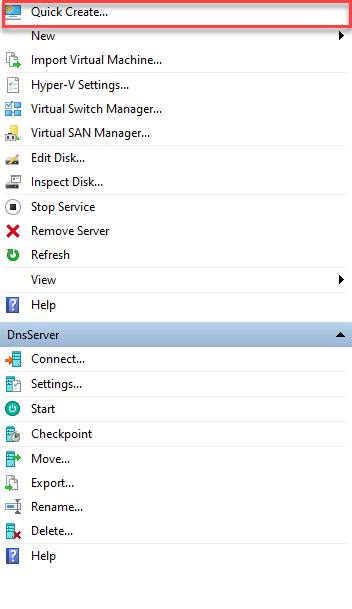 Quick Create...
New
Import Virtual Machine...
Hyper-V Settings...
Virtual Switch Manager...
Virtual SAN Manager...
Edit Disk...
Inspect Disk...
Stop Service
Remove Server
Refresh
View
Help
DnsServer
Connect...
Settings...
Start
Checkpoint
Move...
Export...
Rename...
Delete...
Help